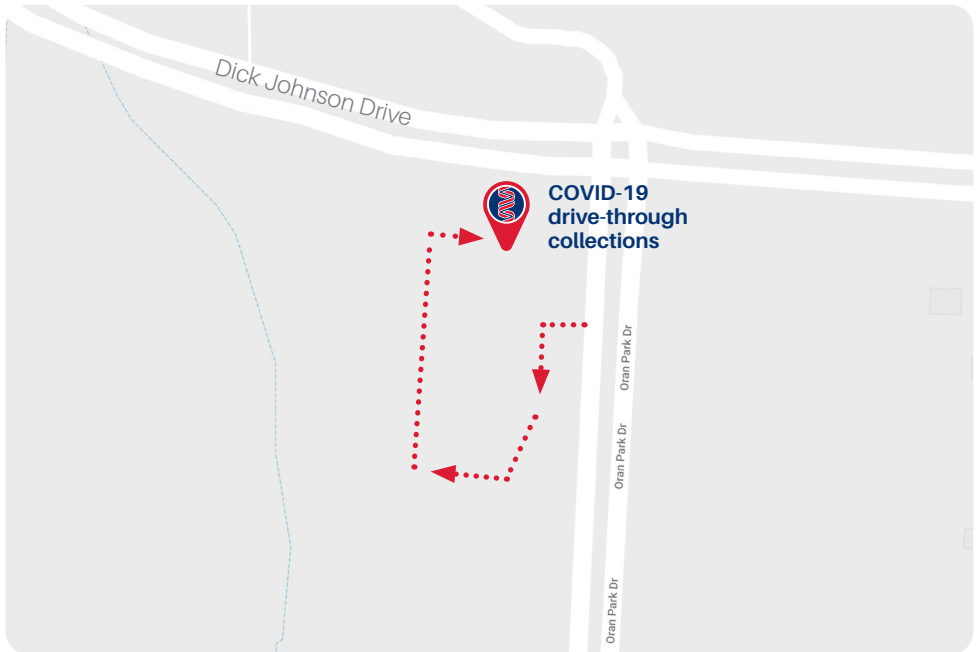 Dick Johnson Drive
COVID-19
drive-through
collections
Oran Park Dr
Oran Park Dr
Oran Park Dr